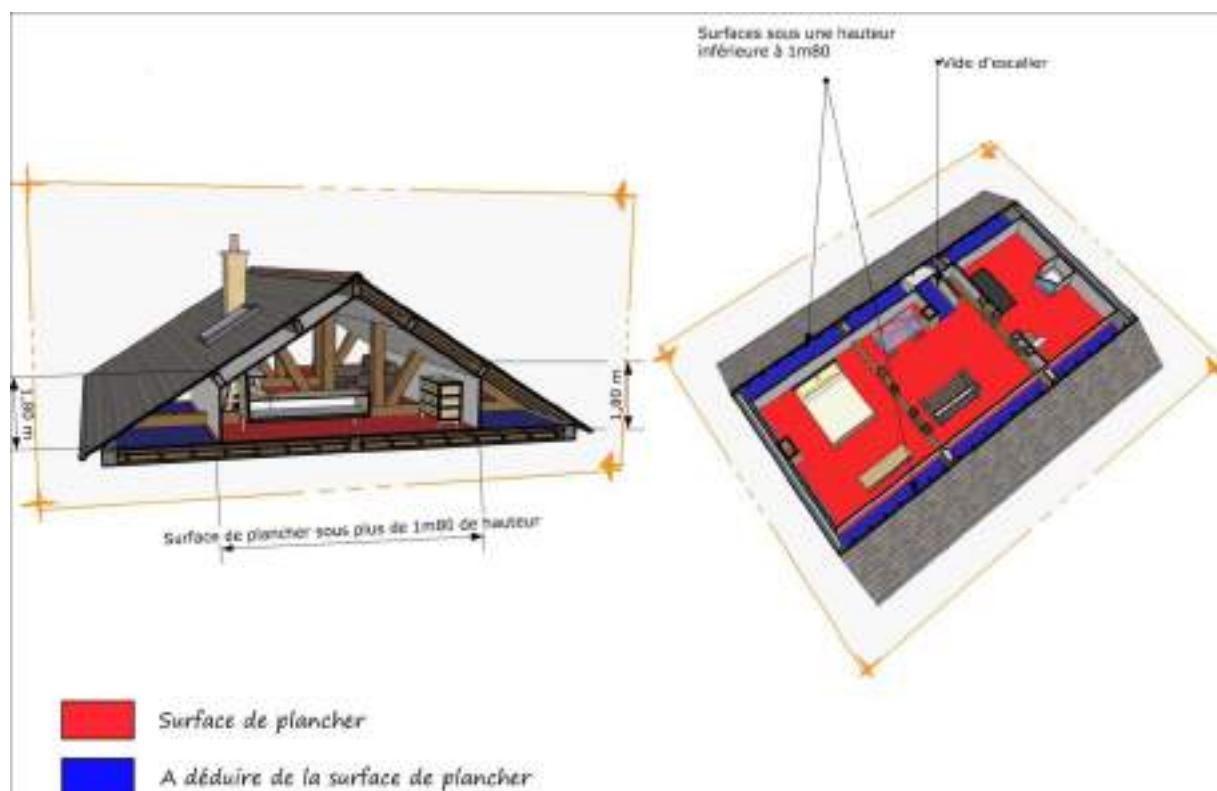 Surfaces sous une hauteur
inférieure à 1m80
Vide d'escalier
1,80 m
1,80 m
Surface de plancher sous plus de 1m80 de hauteur
Surface de plancher
A déduire de la surface de plancher